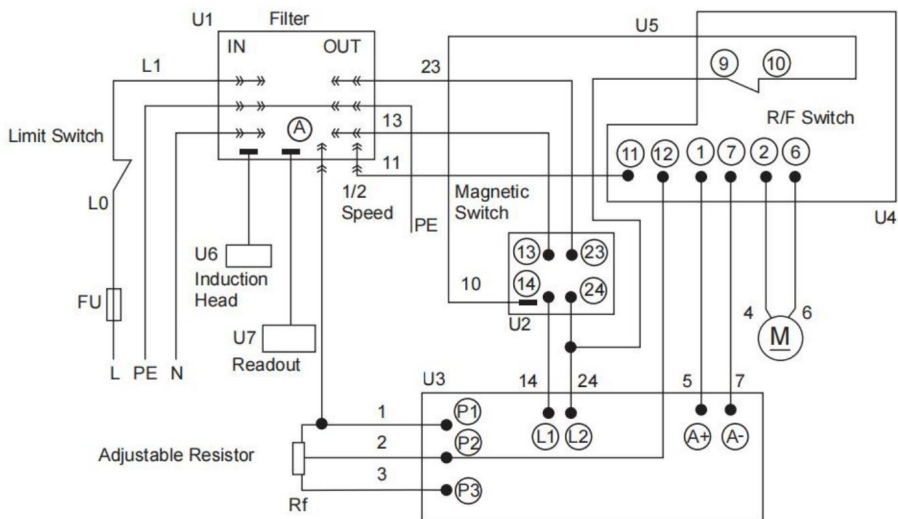 U1
Filter
U5
IN
OUT
L1
23
9
10
R/F Switch
A
13
Limit Switch
11
11
12
1
7
2
6
1/2
Speed
Magnetic
Switch
L0
PE
U4
U6
Induction
Head
13
23
10
14
24
FU
U2
4
6
M
U7
Readout
L
PE
N
U3
14
24
5
7
1
P1
L1
L2
A+
A-
2
P2
Adjustable Resistor
3
P3
Rf